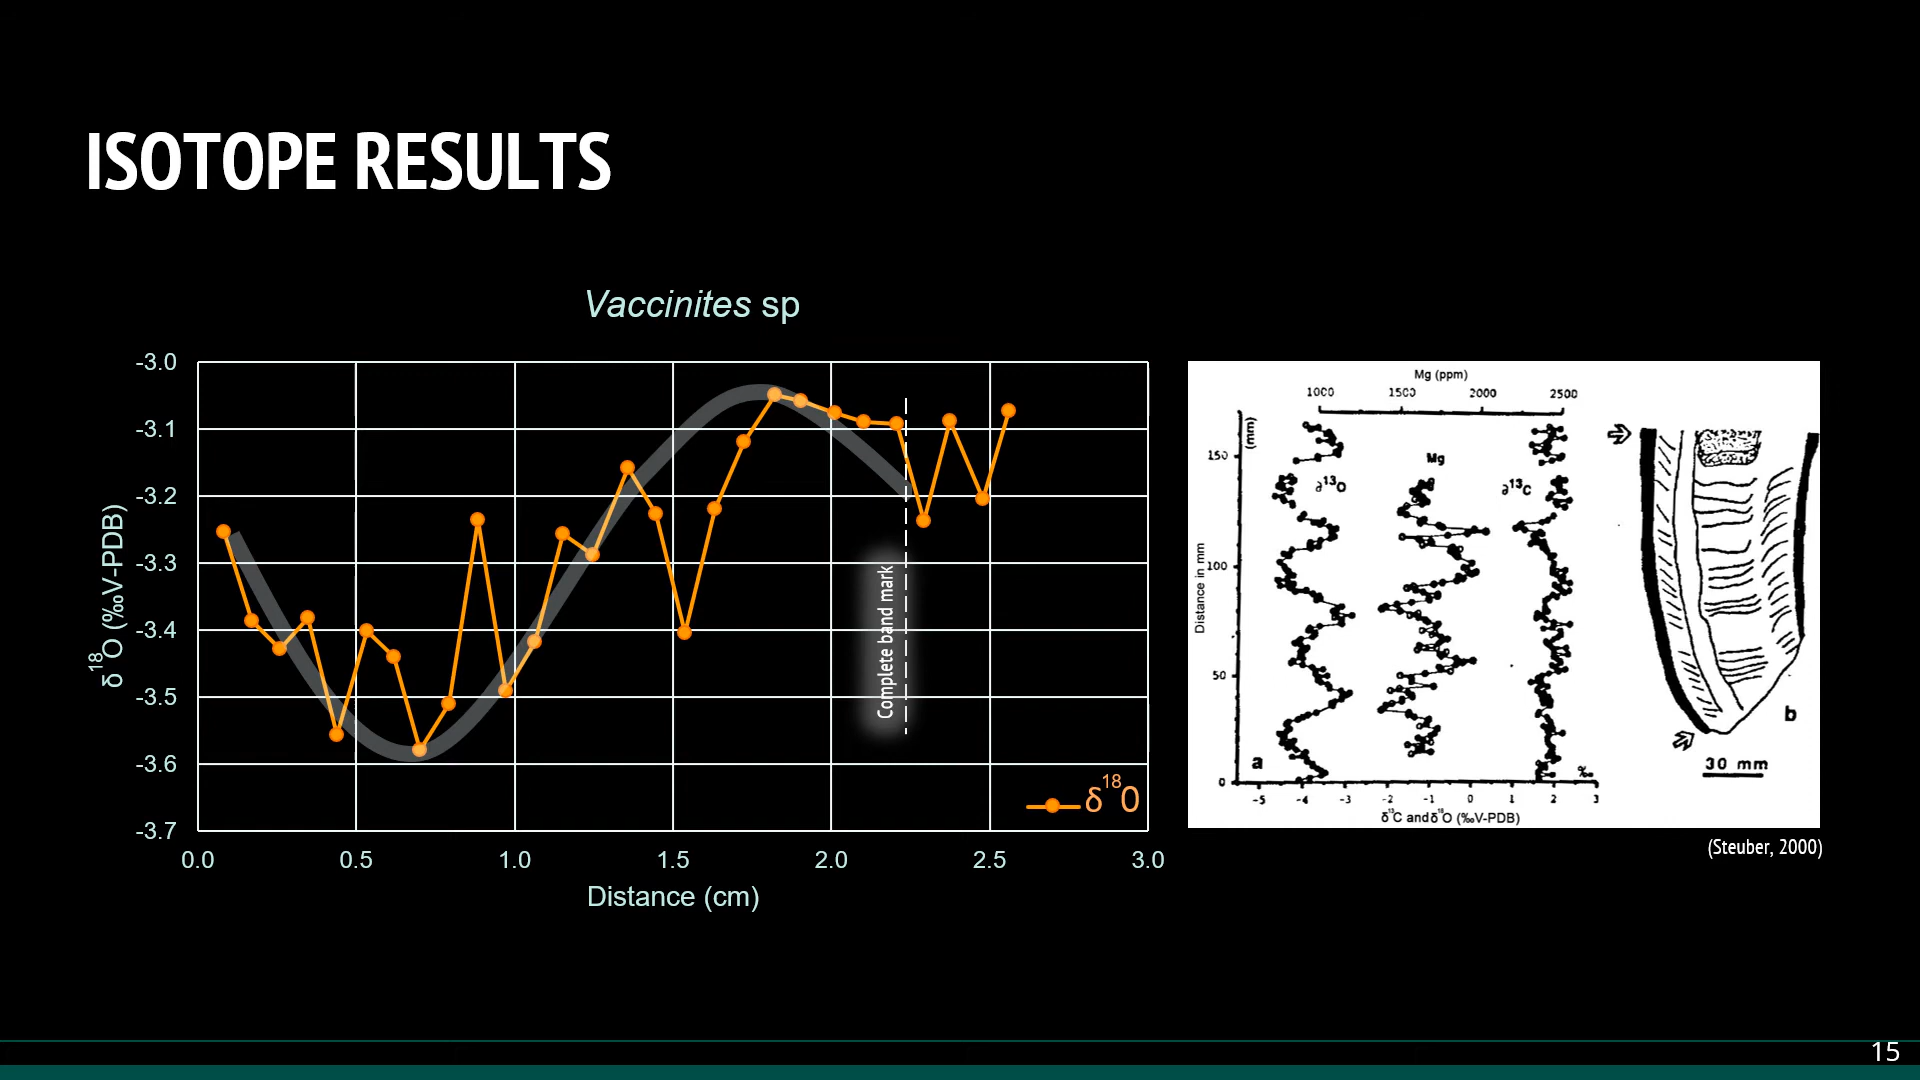 ISOTOPE RESULTS
Vaccinites sp
-3.0
-3.1
-3.2
-3.3
-3.4
-3.5
-3.6
-3.7
δ18O (‰V-PDB)
0.0 0.5 1.0 1.5 2.0 2.5 3.0
Distance (cm)
Complete band mark
δ18O
Mg (ppm)
1000 1500 2000 2500
(mm)
150
100
50
0
Distance in mm
∂13O
Mg
∂13C
a
‰
-5 -4 -3 -2 -1 0 1 2 3
δ13C and δ18O (‰V-PDB)
b
30 mm
(Steuber, 2000)
15